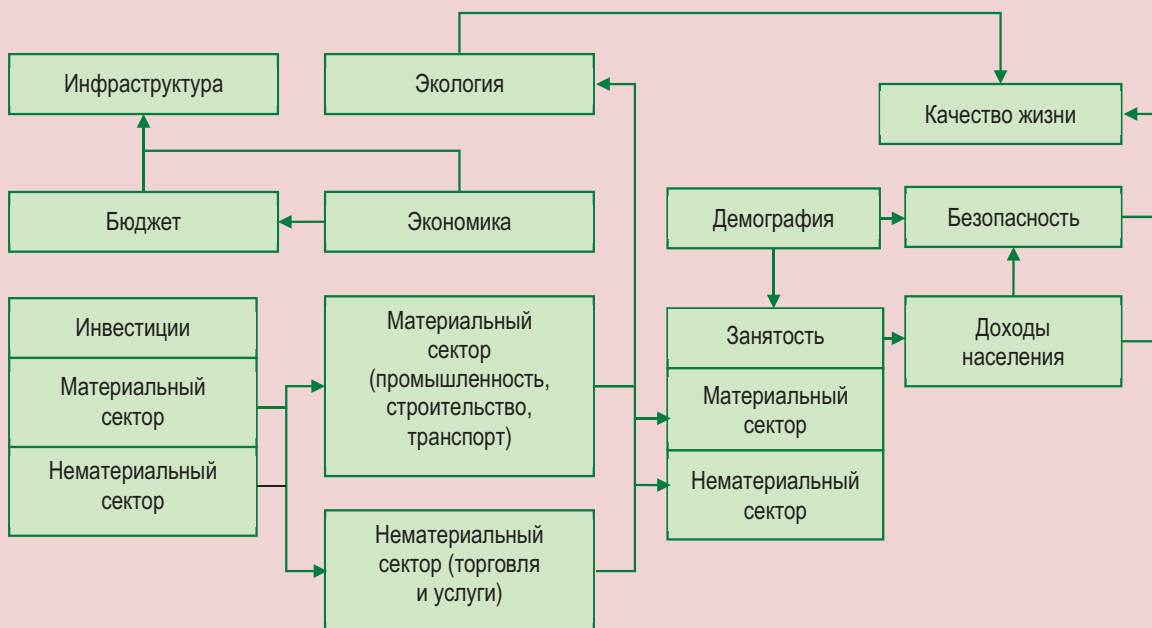 Инфраструктура
Экология
Качество жизни
Бюджет
Экономика
Демография
Безопасность
Инвестиции
Материальный
сектор
Нематериальный
сектор
Материальный
сектор
(промышленность,
строительство,
транспорт)
Нематериальный
сектор (торговля
и услуги)
Занятость
Материальный
сектор
Нематериальный
сектор
Доходы
населения